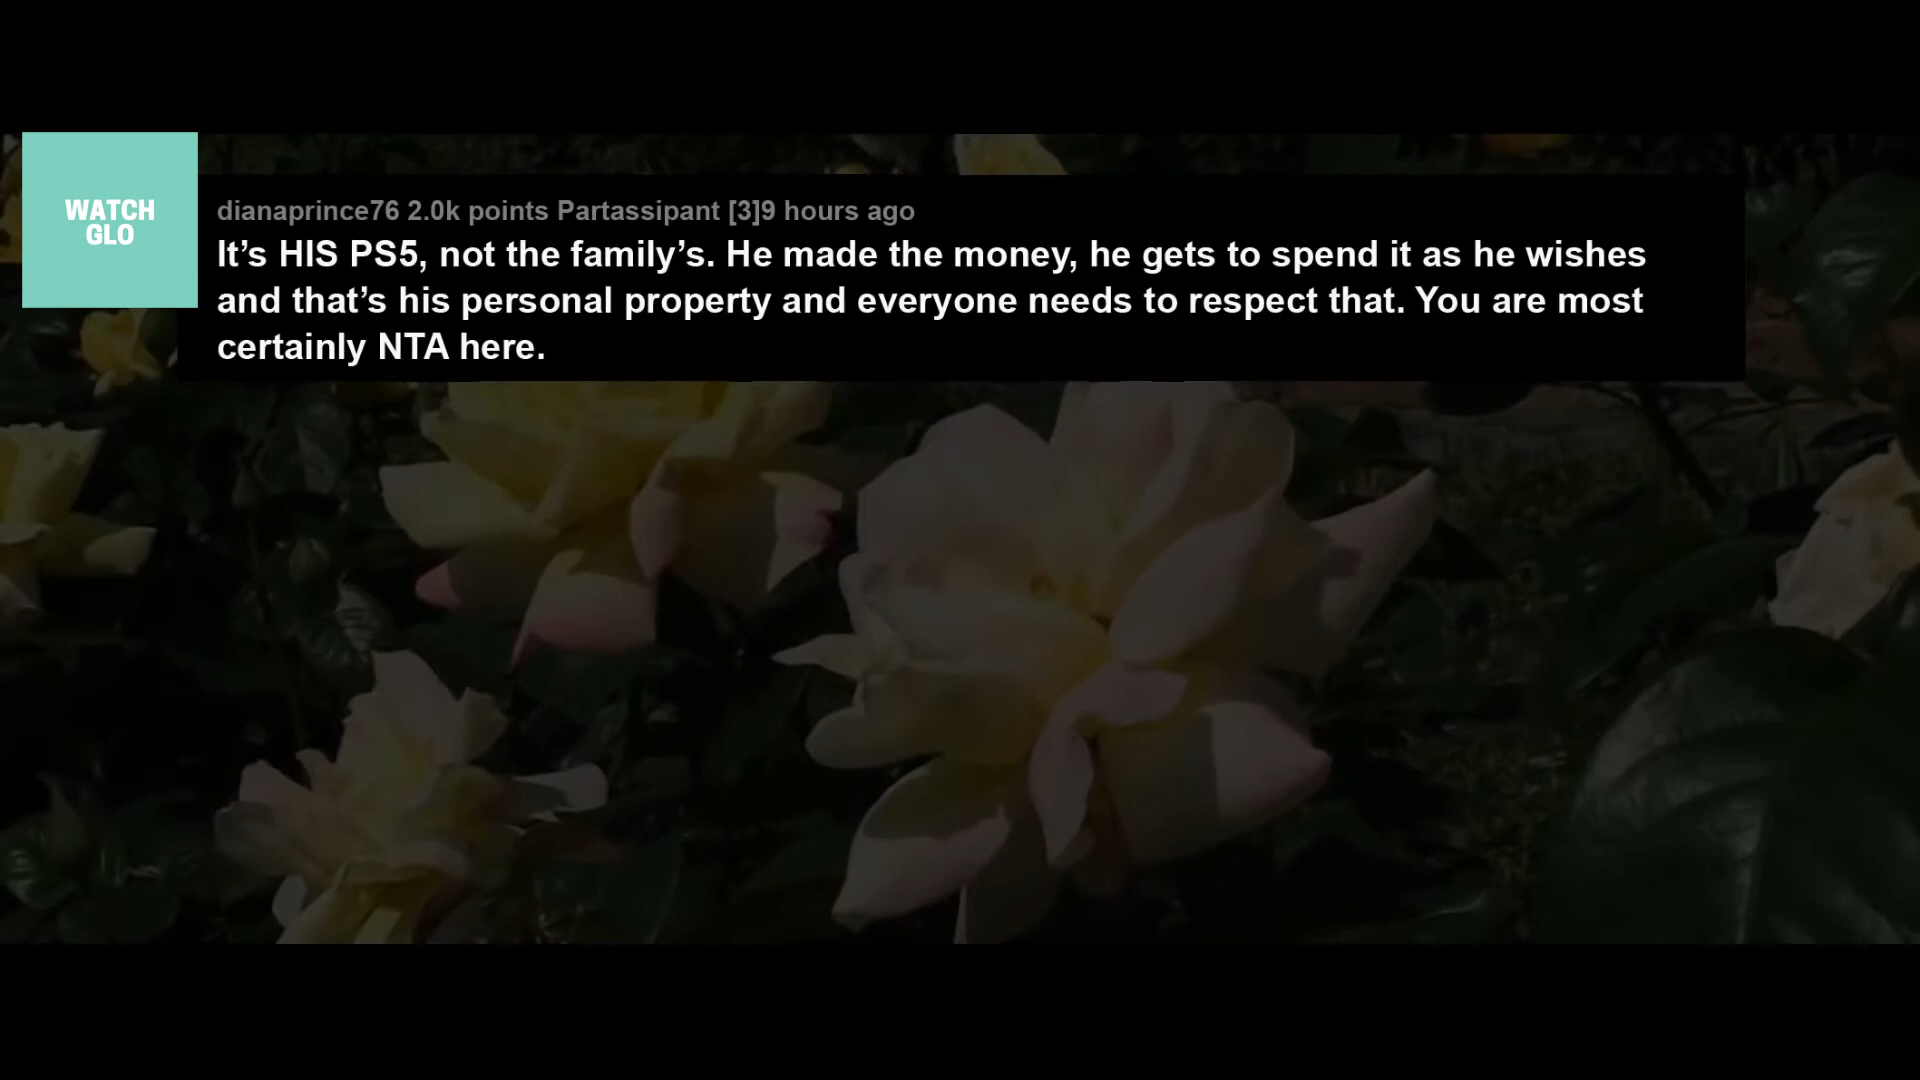 WATCH
GLO
dianaprince76 2.0k points Partassipant [3]9 hours ago
It’s HIS PS5, not the family’s. He made the money, he gets to spend it as he wishes
and that’s his personal property and everyone needs to respect that. You are most
certainly NTA here.